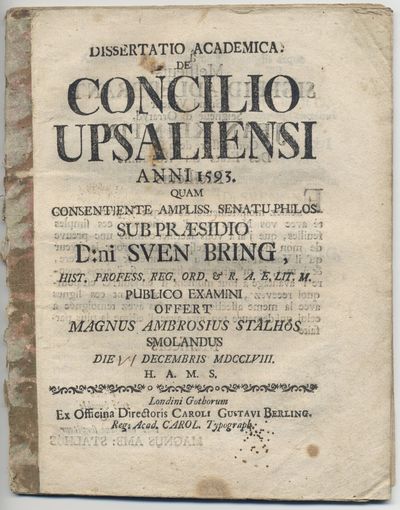 DISSERTATIO ACADEMICA.
DE
CONCILIO
UPSALIENSI
ANNI 1593.
QUAM
CONSENTIENTE AMPLISS. SENATU PHILOS.
SUB PRÆSIDIO
D:ni SVEN BRING,
HIST. PROFESS. REG. ORD. & R. A. E. LIT. M.
PUBLICO EXAMINI
OFFERT
MAGNUS AMBROSIUS STÅLHÖS
SMOLANDUS
DIE DECEMBRIS MDCCLVIII.
H. A. M. S.
Londini Gothorum
Ex Officina Directoris CAROLI GUSTAVI BERLING,
Reg: Acad. CAROL. Typograph.